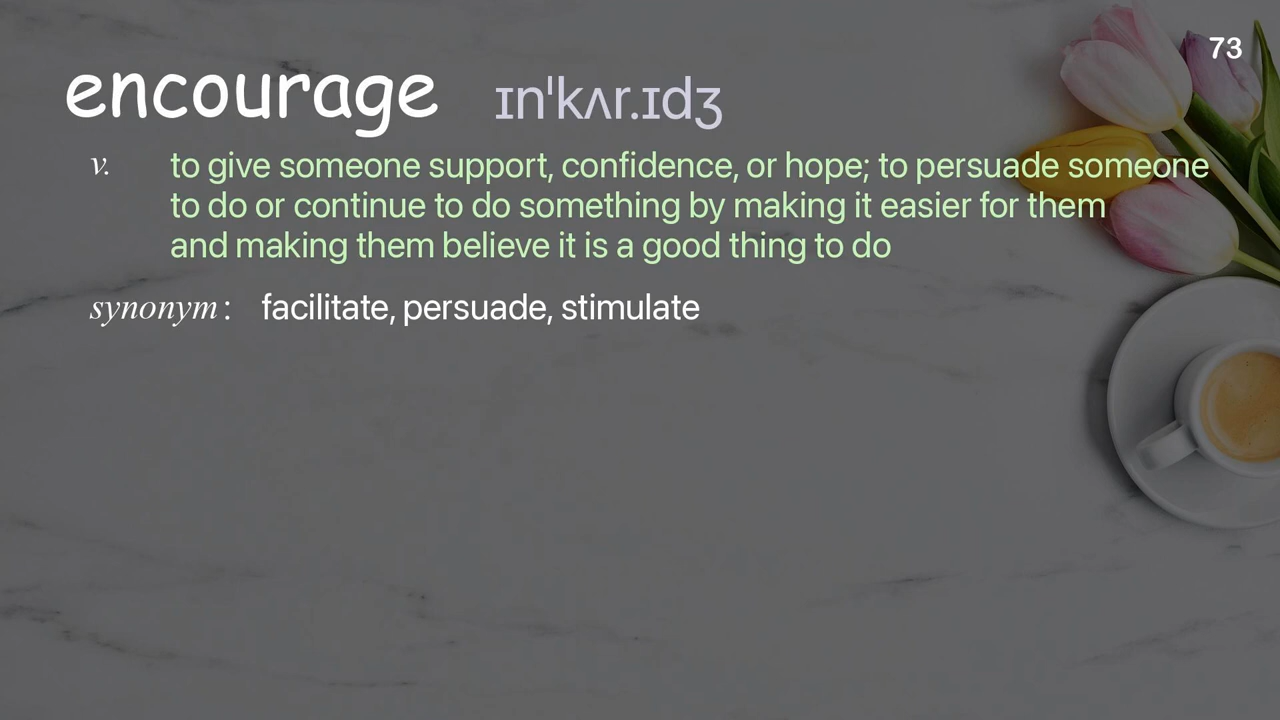 73
encourage ɪnˈkʌr.ɪdʒ
v. to give someone support, confidence, or hope; to persuade someone
to do or continue to do something by making it easier for them
and making them believe it is a good thing to do
synonym: facilitate, persuade, stimulate